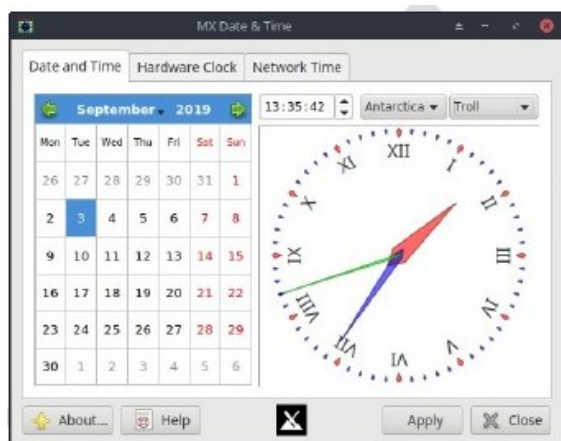 MX Date & Time
Date and Time Hardware Clock Network Time
September 2019 13:35:42 Antarctica Troll
Mon Tue Wed Thu Fri Sat Sun
26 27 28 29 30 31 1
2 3 4 5 6 7 8
9 10 11 12 13 14 15
16 17 18 19 20 21 22
23 24 25 26 27 28 29
30 1 2 3 4 5 6
XII
I
II
III
IV
V
VI
VII
VIII
IX
X
XI
About... Help Apply Close